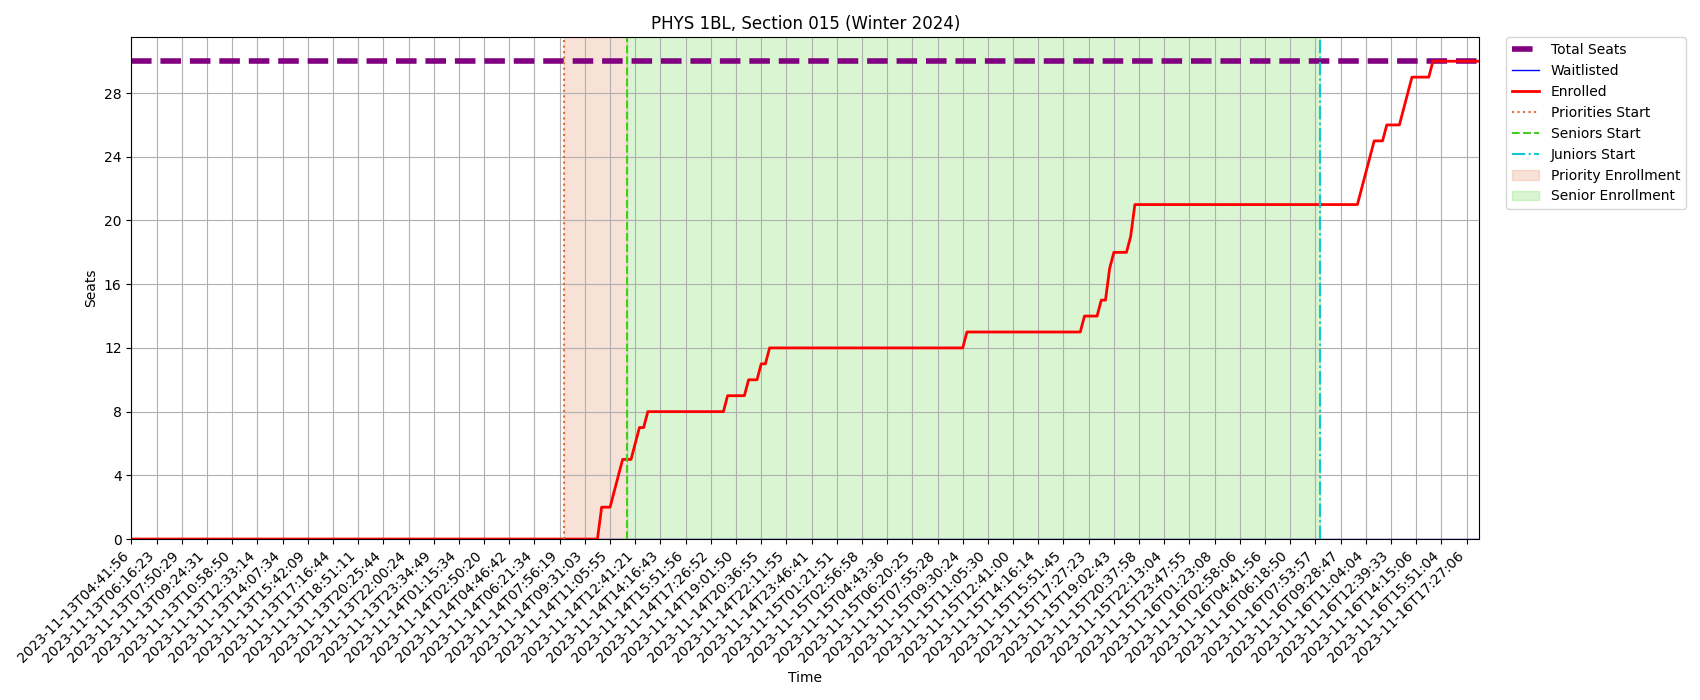 PHYS 1BL, Section 015 (Winter 2024)
Total Seats
Waitlisted
Enrolled
Priorities Start
Seniors Start
Juniors Start
Priority Enrollment
Senior Enrollment
Seats
28
24
20
16
12
8
4
0
2023-11-13T04:41:56
2023-11-13T06:16:23
2023-11-13T07:50:29
2023-11-13T09:24:31
2023-11-13T10:58:50
2023-11-13T12:33:14
2023-11-13T14:07:34
2023-11-13T15:42:09
2023-11-13T17:16:44
2023-11-13T18:51:11
2023-11-13T20:25:44
2023-11-13T22:00:24
2023-11-13T23:34:49
2023-11-14T01:15:34
2023-11-14T02:50:20
2023-11-14T04:46:42
2023-11-14T06:21:34
2023-11-14T07:56:19
2023-11-14T09:31:03
2023-11-14T11:05:55
2023-11-14T12:41:21
2023-11-14T14:16:43
2023-11-14T15:51:56
2023-11-14T17:26:52
2023-11-14T19:01:50
2023-11-14T20:36:55
2023-11-14T22:11:55
2023-11-14T23:46:41
2023-11-15T01:21:51
2023-11-15T02:56:58
2023-11-15T04:43:36
2023-11-15T06:20:25
2023-11-15T07:55:28
2023-11-15T09:30:24
2023-11-15T11:05:30
2023-11-15T12:41:00
2023-11-15T14:16:14
2023-11-15T15:51:45
2023-11-15T17:27:23
2023-11-15T19:02:43
2023-11-15T20:37:58
2023-11-15T22:13:04
2023-11-15T23:47:55
2023-11-16T01:23:08
2023-11-16T02:58:06
2023-11-16T04:41:56
2023-11-16T06:18:50
2023-11-16T07:53:57
2023-11-16T09:28:47
2023-11-16T11:04:04
2023-11-16T12:39:33
2023-11-16T14:15:06
2023-11-16T15:51:04
2023-11-16T17:27:06
Time